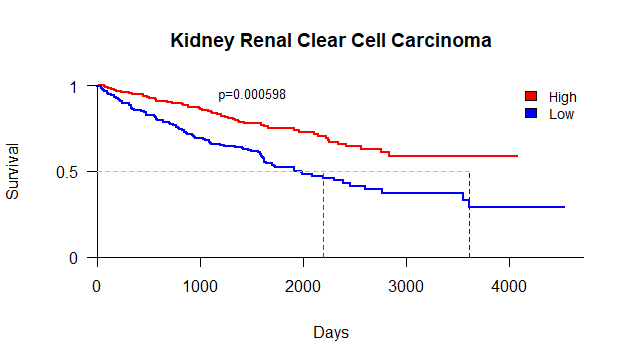 Kidney Renal Clear Cell Carcinoma
p=0.000598
High
Low
Survival
1
0.5
0
0 1000 2000 3000 4000
Days